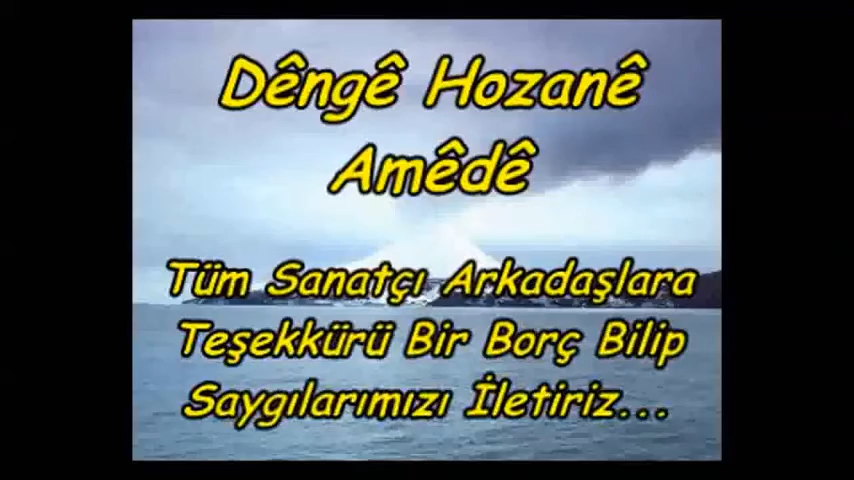 Dêngê Hozanê
Amêdê
Tüm Sanatçı Arkadaşlara
Teşekkürü Bir Borç Bilip
Saygılarımızı İletiriz...